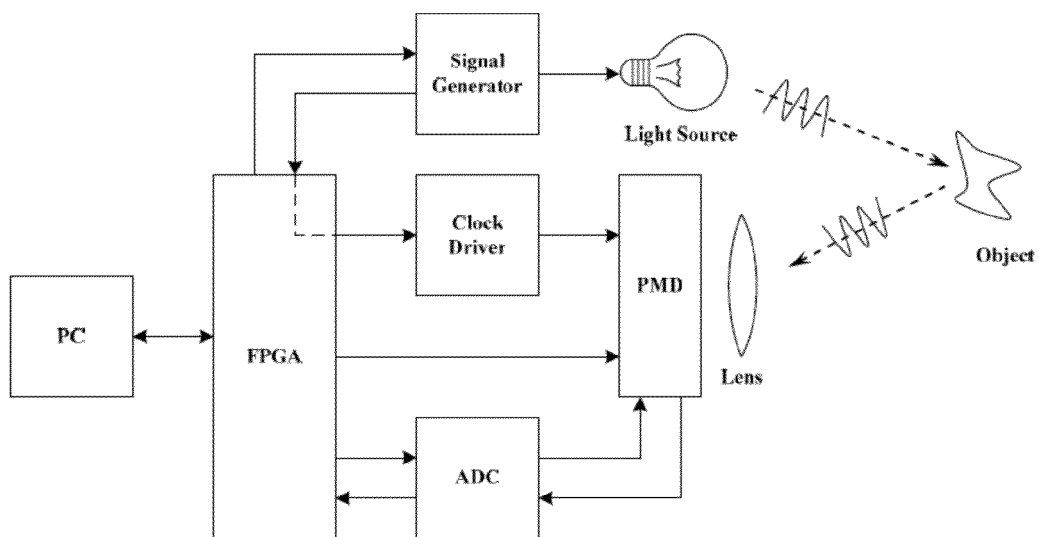 Signal
Generator
Light Source
Clock
Driver
Object
PMD
PC
FPGA
Lens
ADC